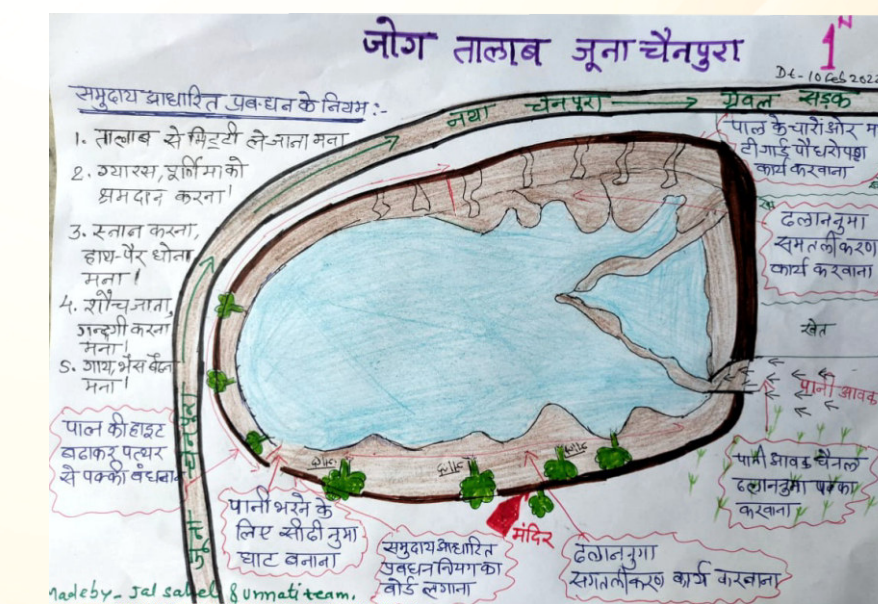 जोग तालाब जूना चैनपुरा
1
Dt-10 Feb 2022
समुदाय आधारित प्रबन्धन के नियम:-
1. तालाब से मिट्टी ले जाना मना
2. ग्यारस, पूर्णिमा को
श्रमदान करना!
3. स्नान करना,
हाथ-पैर धोना
मना!
4. शौच जाना,
गन्दगी करना
मना!
5. गाय, भैंस
मना!
नया चैनपुरा
ग्रेवल सड़क
पाल के चारों ओर
टी गार्ड पौधरोपण
कार्य करवाना
ढलाननुमा
समतलीकरण
कार्य करवाना
खेत
पानी आवक
पानी आवक चैनल
ढलाननुमा पक्का
करवाना
पाल की हाइट
बढाकर पत्थर
से पक्की बंधवाना
जूना चैनपुरा
पानी भरने के
लिए सीढी नुमा
घाट बनाना
समुदाय आधारित
प्रबंधन नियम का
बोर्ड लगाना
मंदिर
ढलाननुमा
समतलीकरण कार्य करवाना
made by - Jal saheli & unnati team.